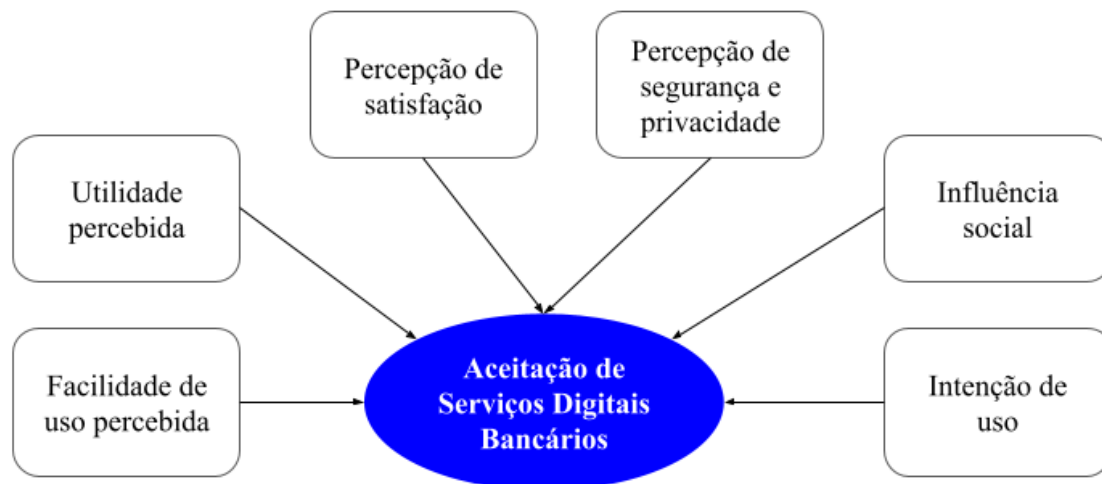 Percepção de
satisfação
Percepção de
segurança e
privacidade
Utilidade
percebida
Influência
social
Facilidade de
uso percebida
Aceitação de
Serviços Digitais
Bancários
Intenção de
uso